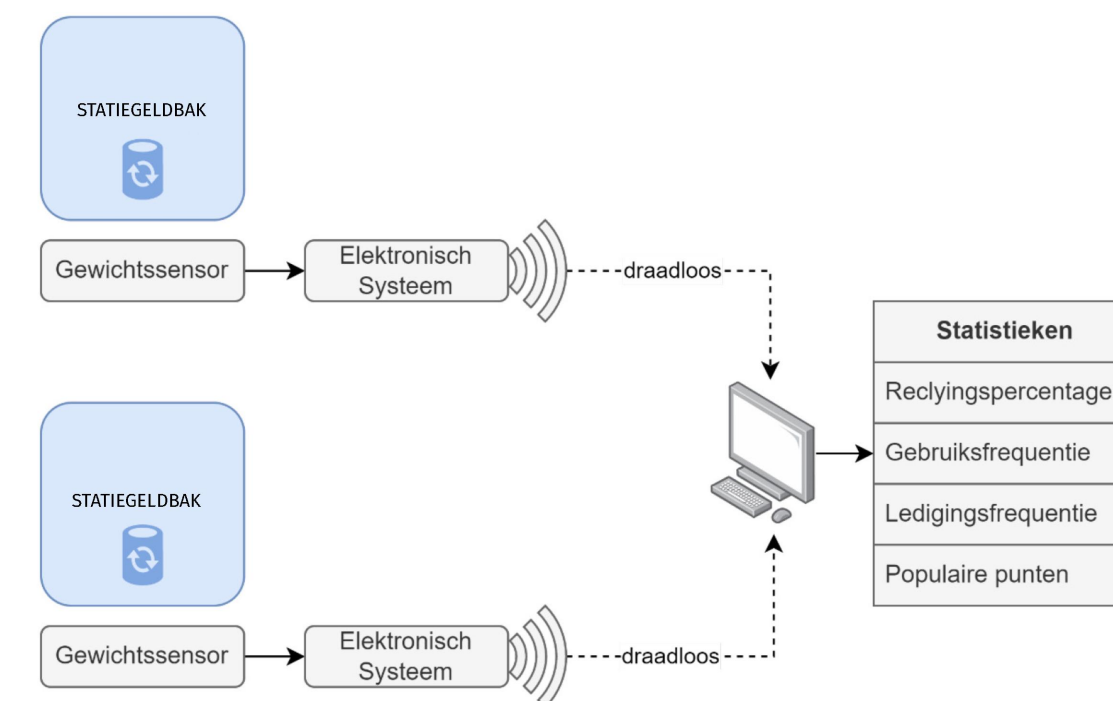 STATIEGELDBAK
Gewichtssensor
Elektronisch
Systeem
draadloos
Statistieken
Reclyingspercentage
Gebruiksfrequentie
Ledigingsfrequentie
Populaire punten
STATIEGELDBAK
Gewichtssensor
Elektronisch
Systeem
draadloos